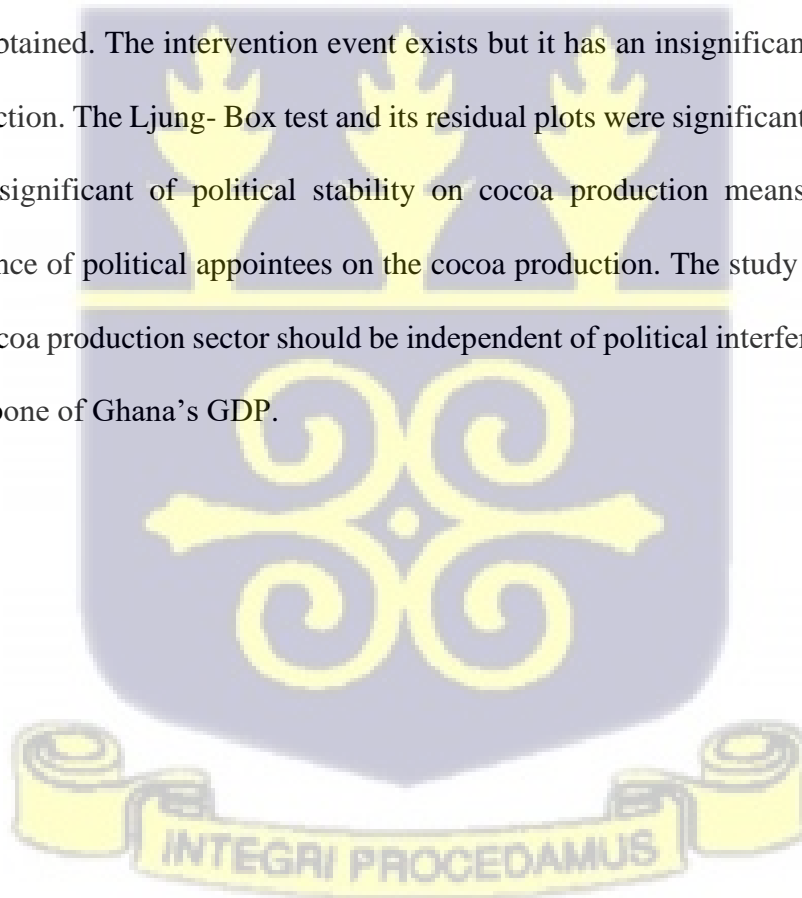 btained. The intervention event exists but it has an insignifican
ction. The Ljung- Box test and its residual plots were significant
significant of political stability on cocoa production means
nce of political appointees on the cocoa production. The study
coa production sector should be independent of political interfer
bone of Ghana’s GDP.
INTEGRI PROCEDAMUS